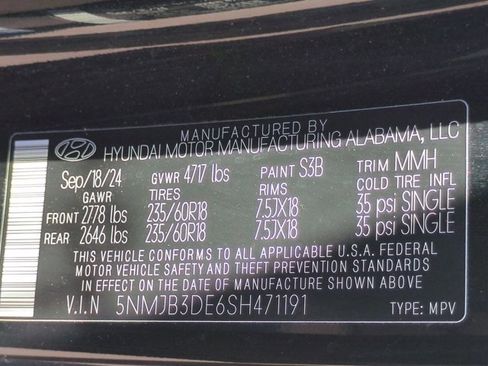 MANUFACTURED BY
HYUNDAI MOTOR MANUFACTURING ALABAMA, LLC
Sep/18/24 GVWR 4717 lbs PAINT S3B TRIM MMH
GAWR TIRES RIMS COLD TIRE INFL
FRONT 2778 lbs 235/60R18 7.5JX18 35 psi SINGLE
REAR 2646 lbs 235/60R18 7.5JX18 35 psi SINGLE
THIS VEHICLE CONFORMS TO ALL APPLICABLE U.S.A. FEDERAL
MOTOR VEHICLE SAFETY AND THEFT PREVENTION STANDARDS
IN EFFECT ON THE DATE OF MANUFACTURE SHOWN ABOVE
V.I.N 5NMJB3DE6SH471191 TYPE: MPV